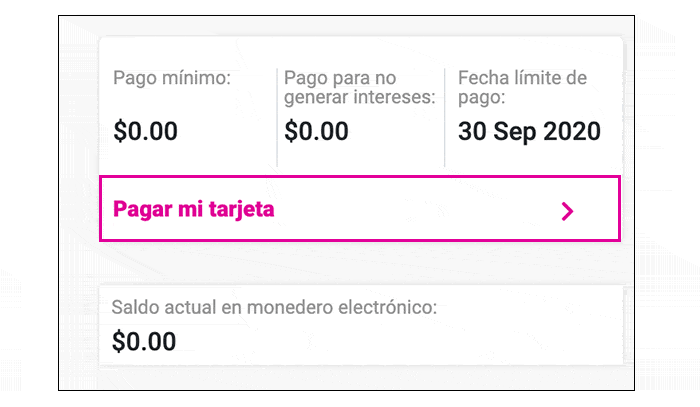 Pago mínimo:
$0.00
Pago para no
generar intereses:
$0.00
Fecha límite de
pago:
30 Sep 2020
Pagar mi tarjeta
Saldo actual en monedero electrónico:
$0.00